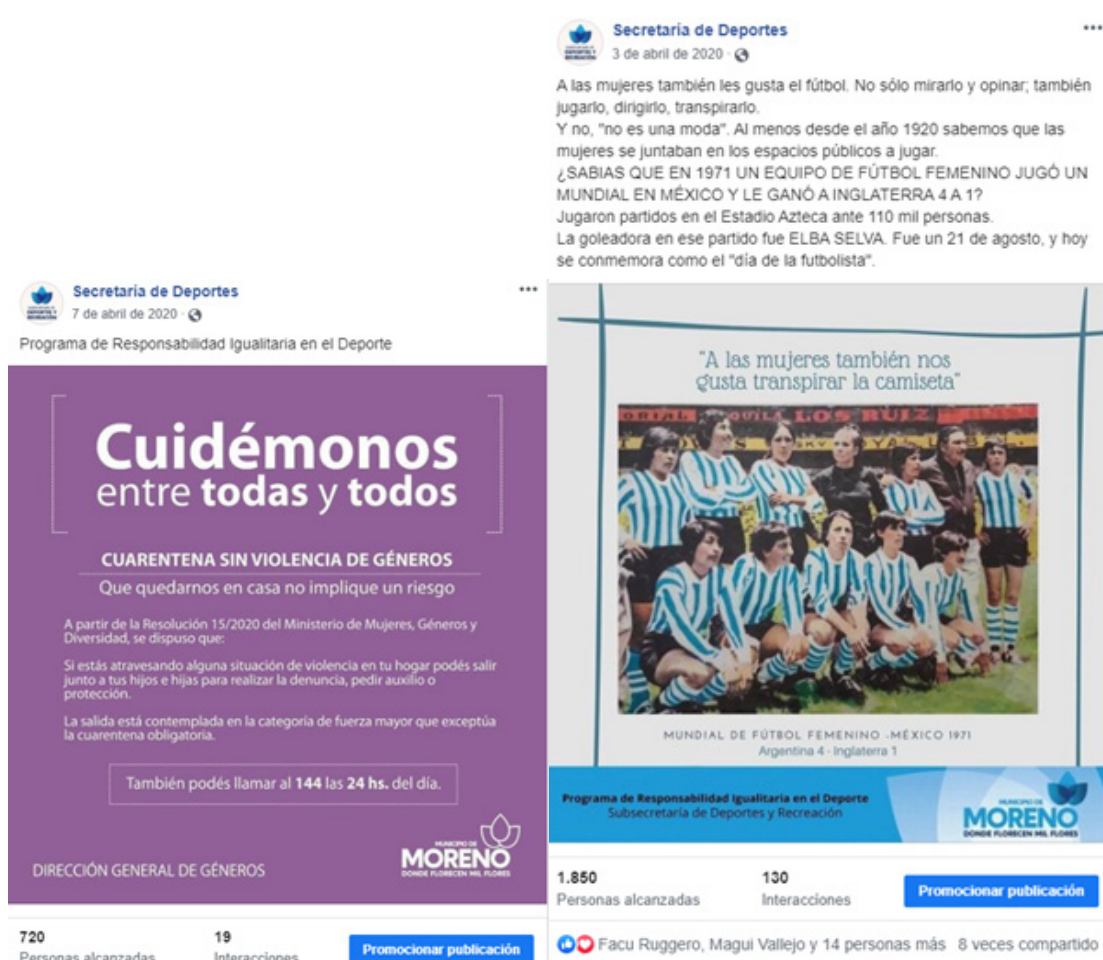 Secretaría de Deportes
7 de abril de 2020
Programa de Responsabilidad Igualitaria en el Deporte
Cuidémonos
entre todas y todos
CUARENTENA SIN VIOLENCIA DE GÉNEROS
Que quedarnos en casa no implique un riesgo
A partir de la Resolución 15/2020 del Ministerio de Mujeres, Géneros y
Diversidad, se dispuso que:
Si estás atravesando alguna situación de violencia en tu hogar podés salir
junto a tus hijos e hijas para realizar la denuncia, pedir auxilio o
protección.
La salida está contemplada en la categoría de fuerza mayor que exceptúa
la cuarentena obligatoria.
También podés llamar al 144 las 24 hs. del día.
DIRECCIÓN GENERAL DE GÉNEROS
MUNICIPIO DE
MORENO
DONDE FLORECEN MIL FLORES
720
Personas alcanzadas
19
Interacciones
Promocionar publicación
Secretaría de Deportes
3 de abril de 2020
A las mujeres también les gusta el fútbol. No sólo mirarlo y opinar; también
jugarlo, dirigirlo, transpirarlo.
Y no, "no es una moda". Al menos desde el año 1920 sabemos que las
mujeres se juntaban en los espacios públicos a jugar.
¿SABIAS QUE EN 1971 UN EQUIPO DE FÚTBOL FEMENINO JUGÓ UN
MUNDIAL EN MÉXICO Y LE GANÓ A INGLATERRA 4 A 1?
Jugaron partidos en el Estadio Azteca ante 110 mil personas.
La goleadora en ese partido fue ELBA SELVA. Fue un 21 de agosto, y hoy
se conmemora como el "día de la futbolista".
"A las mujeres también nos
gusta transpirar la camiseta"
LOS RUIZ
MUNDIAL DE FÚTBOL FEMENINO -MÉXICO 1971
Argentina 4 - Inglaterra 1
Programa de Responsabilidad Igualitaria en el Deporte
Subsecretaría de Deportes y Recreación
MUNICIPIO DE
MORENO
DONDE FLORECEN MIL FLORES
1.850
Personas alcanzadas
130
Interacciones
Promocionar publicación
Facu Ruggero, Magui Vallejo y 14 personas más 8 veces compartido